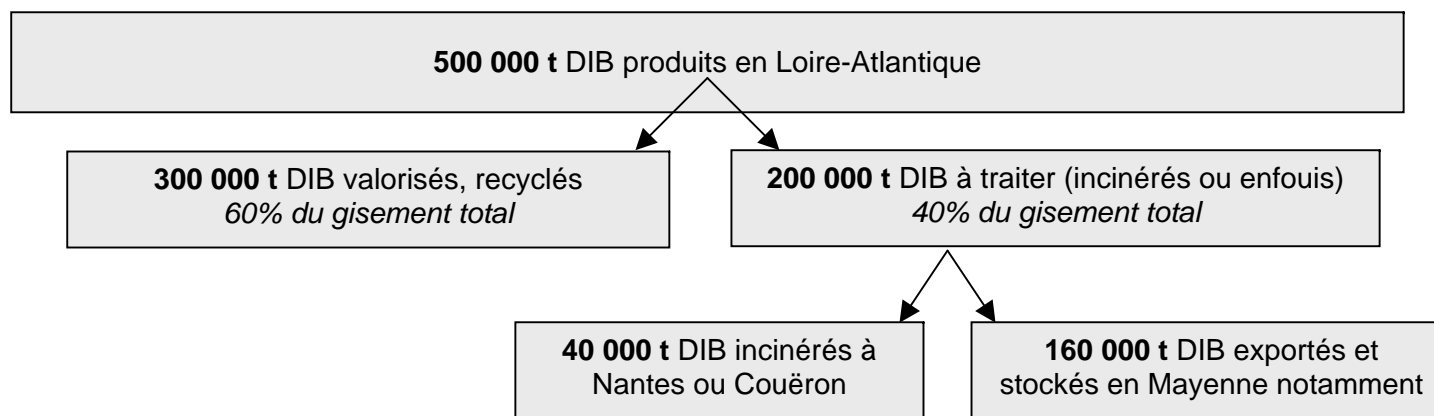 500 000 t DIB produits en Loire-Atlantique
300 000 t DIB valorisés, recyclés
60% du gisement total
200 000 t DIB à traiter (incinérés ou enfouis)
40% du gisement total
40 000 t DIB incinérés à
Nantes ou Couëron
160 000 t DIB exportés et
stockés en Mayenne notamment